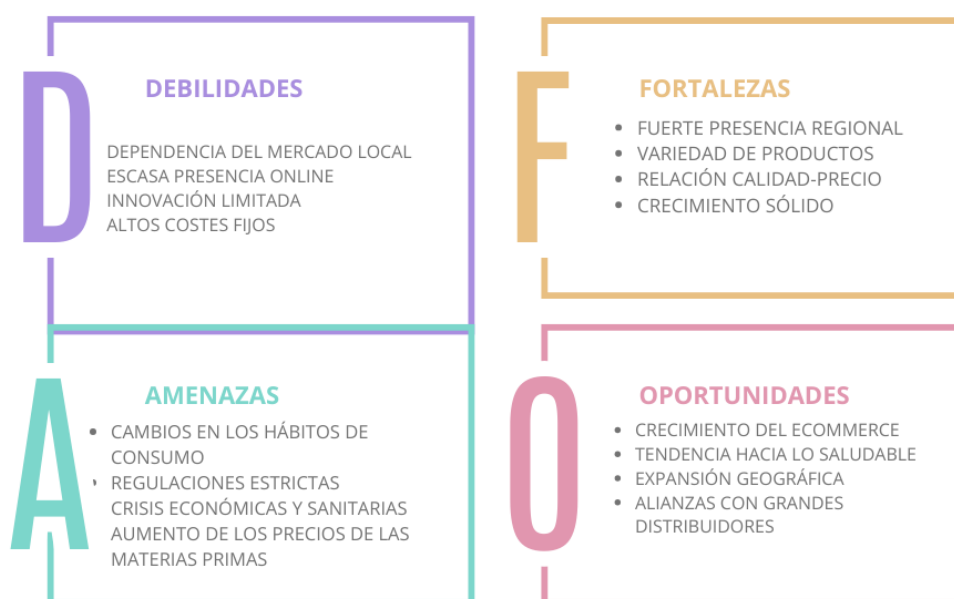 D
DEBILIDADES
DEPENDENCIA DEL MERCADO LOCAL
ESCASA PRESENCIA ONLINE
INNOVACIÓN LIMITADA
ALTOS COSTES FIJOS
F
FORTALEZAS
• FUERTE PRESENCIA REGIONAL
• VARIEDAD DE PRODUCTOS
• RELACIÓN CALIDAD-PRECIO
• CRECIMIENTO SÓLIDO
A
AMENAZAS
• CAMBIOS EN LOS HÁBITOS DE
CONSUMO
• REGULACIONES ESTRICTAS
CRISIS ECONÓMICAS Y SANITARIAS
AUMENTO DE LOS PRECIOS DE LAS
MATERIAS PRIMAS
O
OPORTUNIDADES
• CRECIMIENTO DEL ECOMMERCE
• TENDENCIA HACIA LO SALUDABLE
• EXPANSIÓN GEOGRÁFICA
• ALIANZAS CON GRANDES
DISTRIBUIDORES